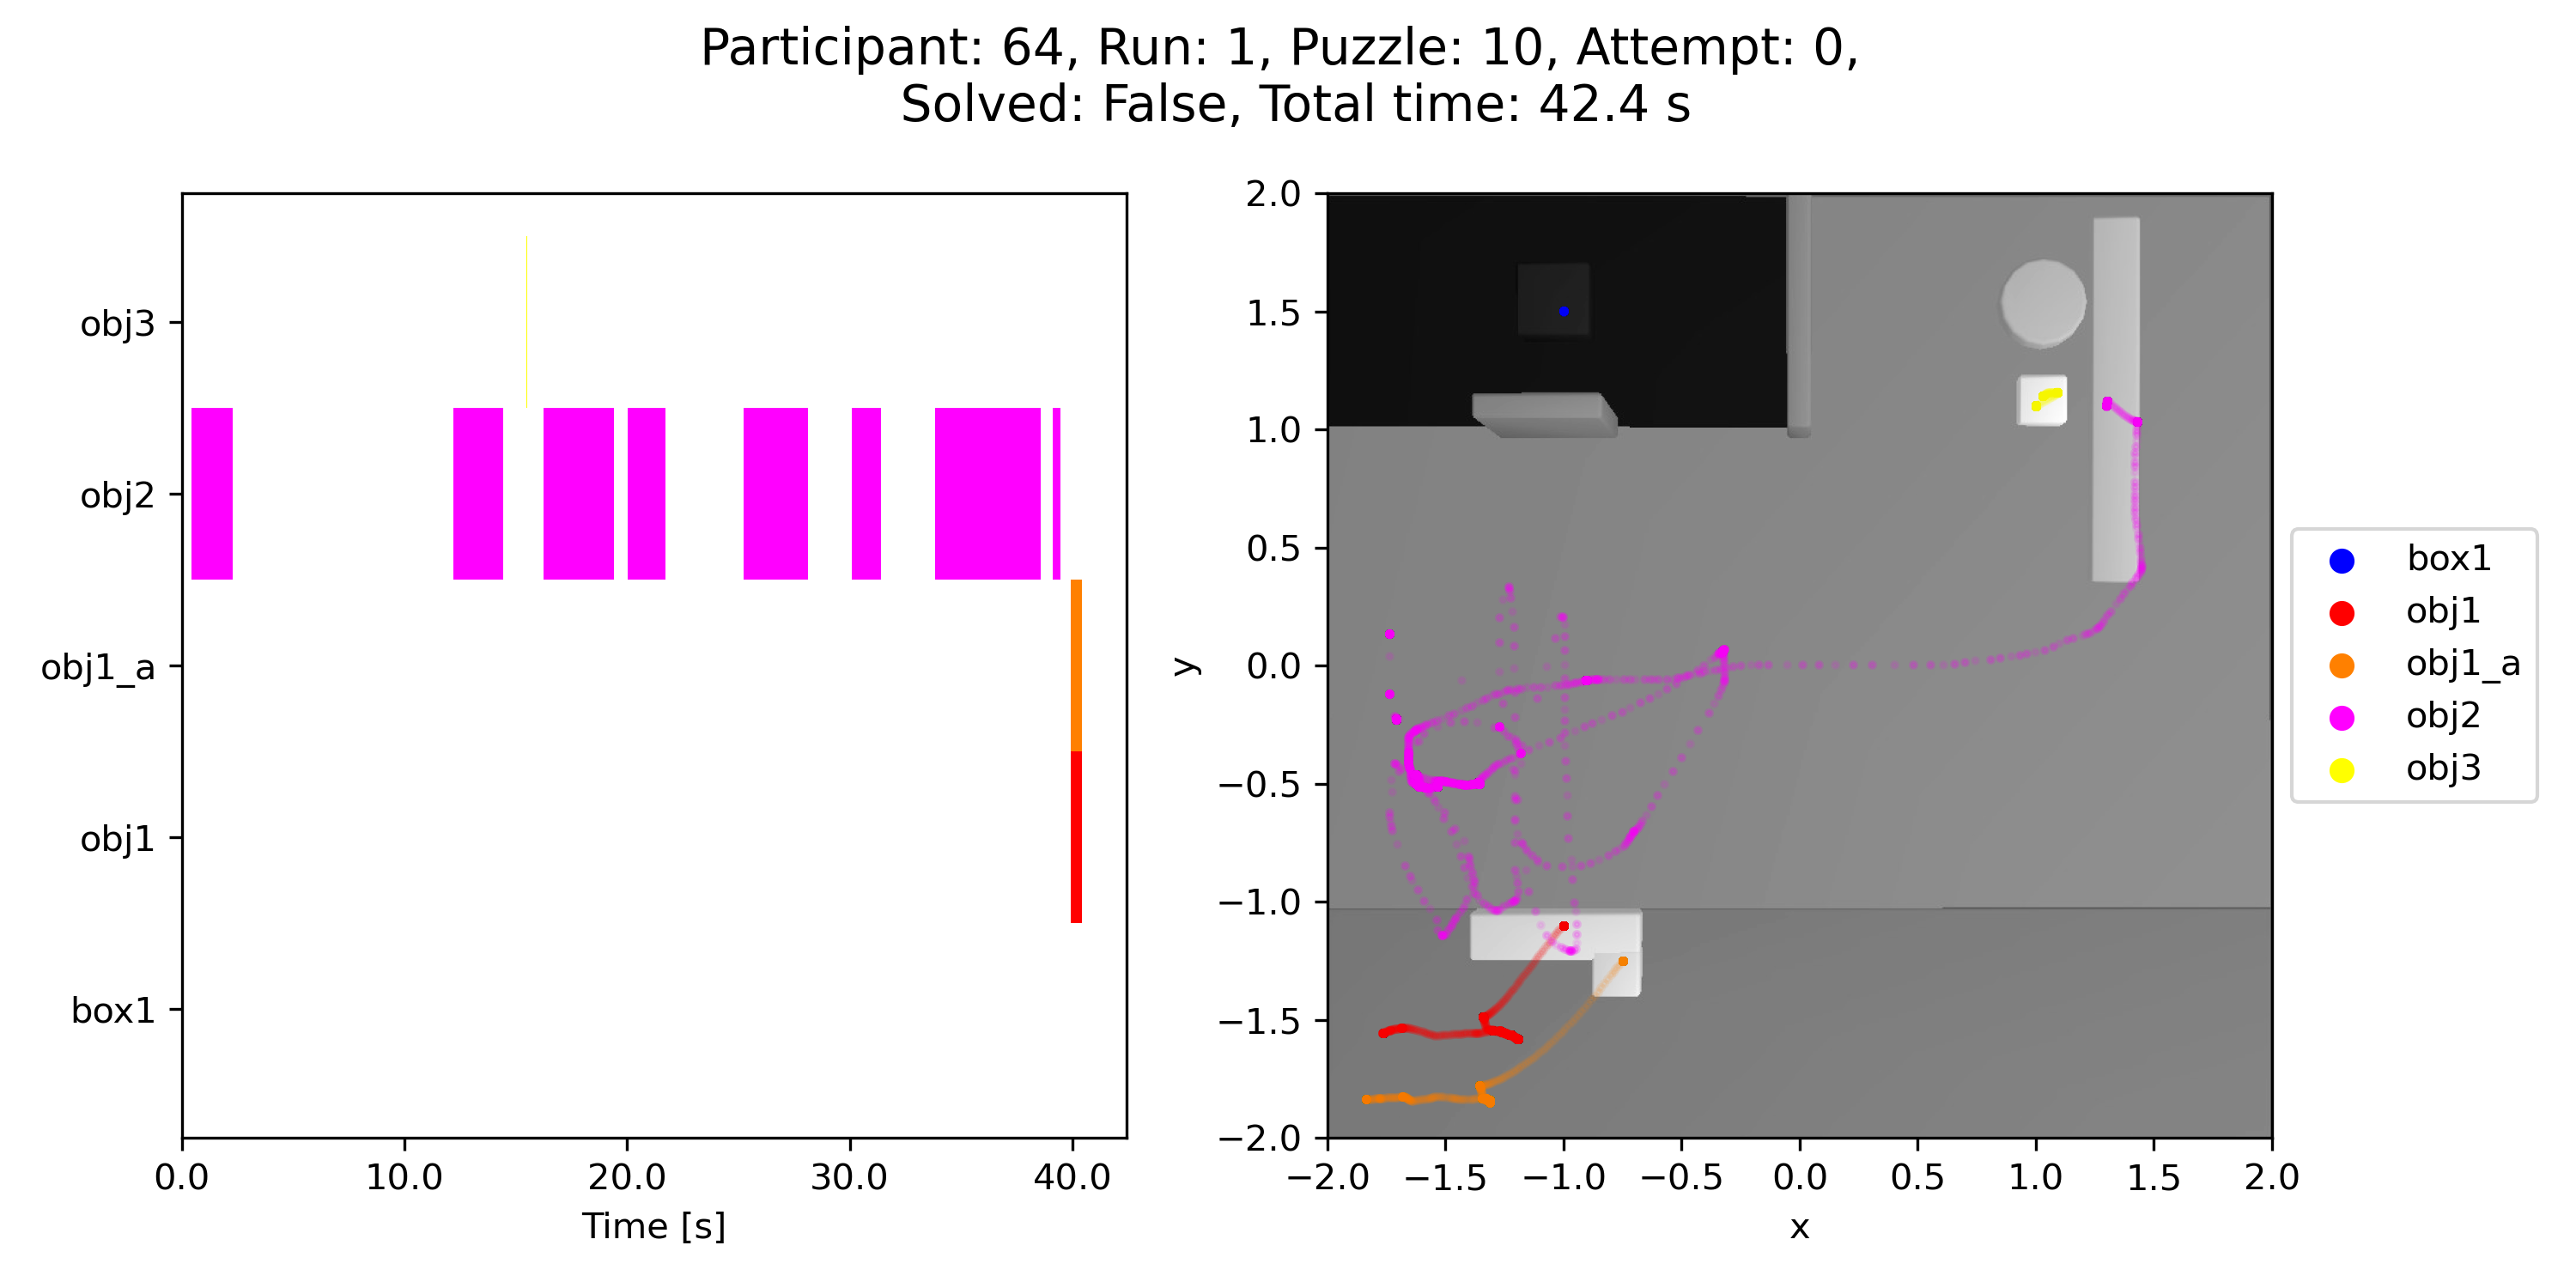 Participant: 64, Run: 1, Puzzle: 10, Attempt: 0,
Solved: False, Total time: 42.4 s
obj3
obj2
obj1_a
obj1
box1
0.0 10.0 20.0 30.0 40.0
Time [s]
2.0
1.5
1.0
0.5
0.0
−0.5
−1.0
−1.5
−2.0
y
−2.0 −1.5 −1.0 −0.5 0.0 0.5 1.0 1.5 2.0
x
box1
obj1
obj1_a
obj2
obj3